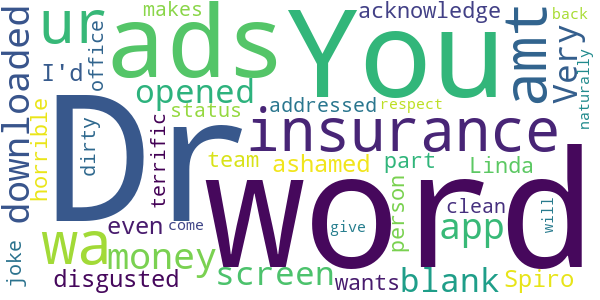 makes
acknowledge
back
ur
ads
You
amt
Very
naturally
downloaded
I'd
office
opened
addressed
respect
status
horrible
dirty
Dr
terrific
insurance
team
ashamed
part
Linda
word
person
clean
app
even
come
give
will
wa
money
joke
disgusted
screen
wants
blank
Spiro